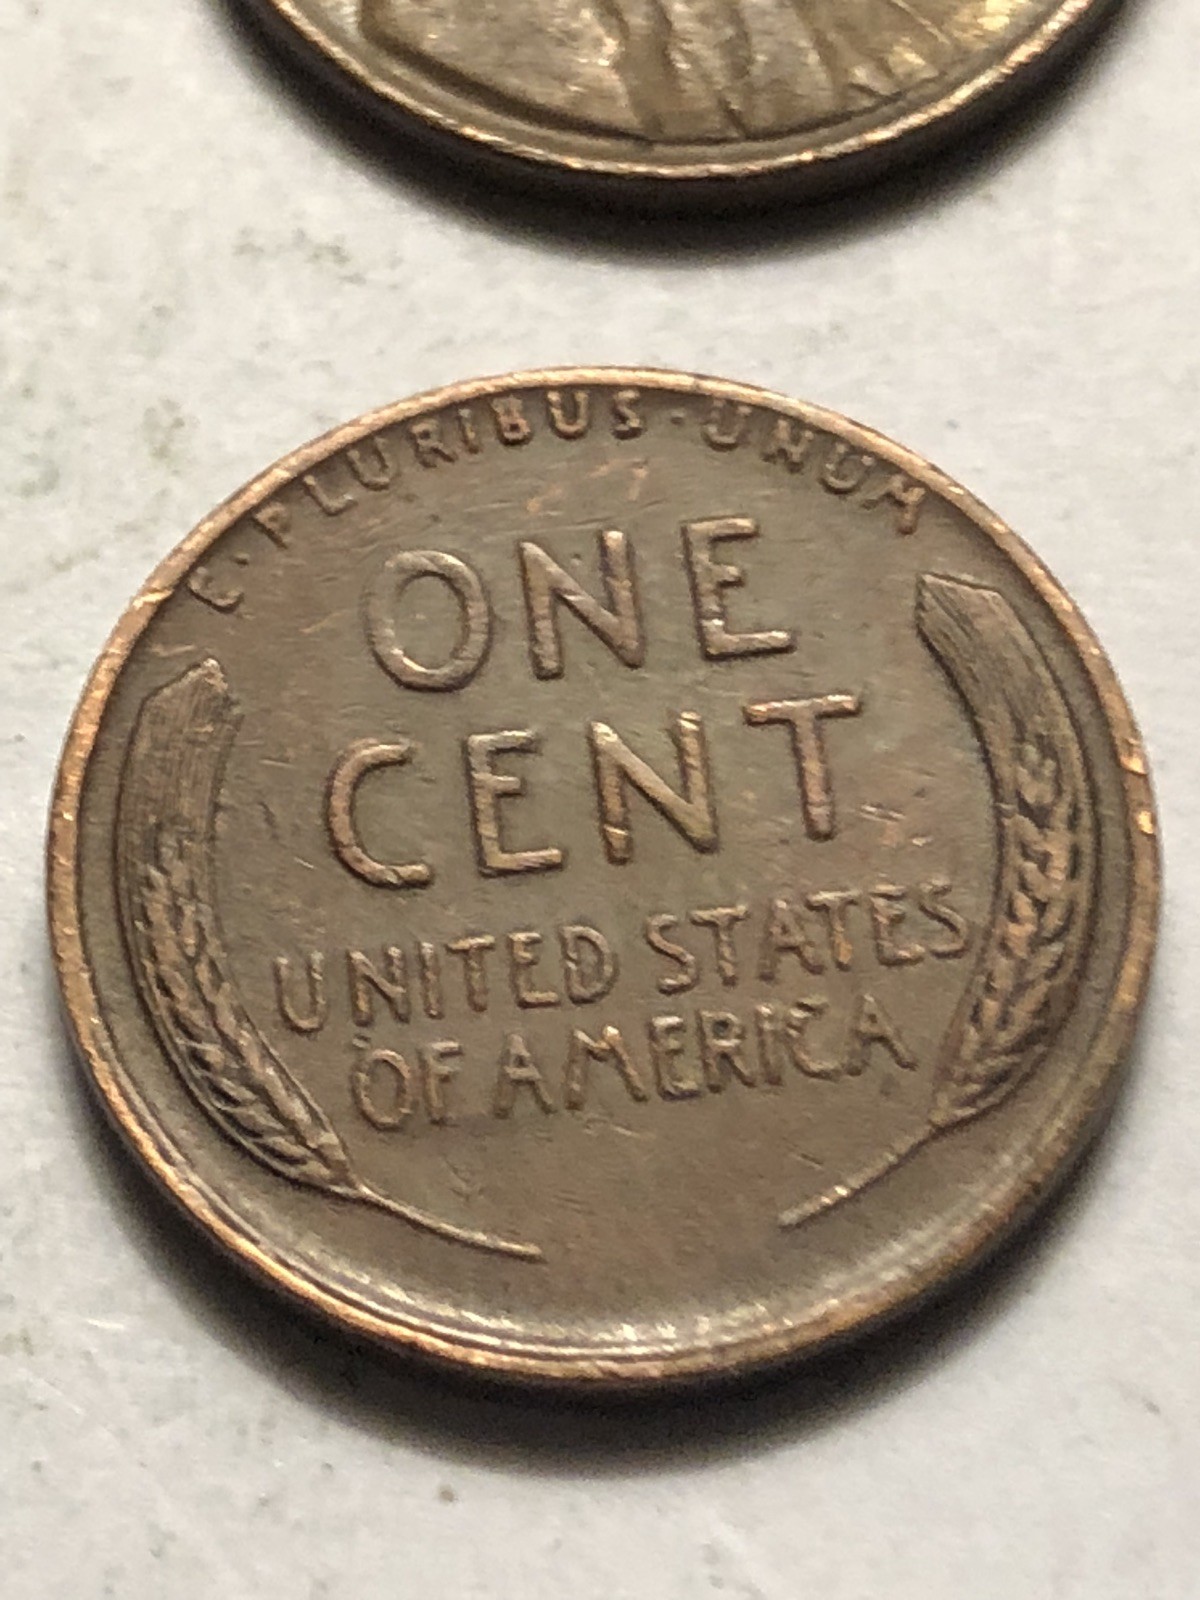 E·PLURIBUS·UNUM
ONE
CENT
UNITED STATES
OF AMERICA